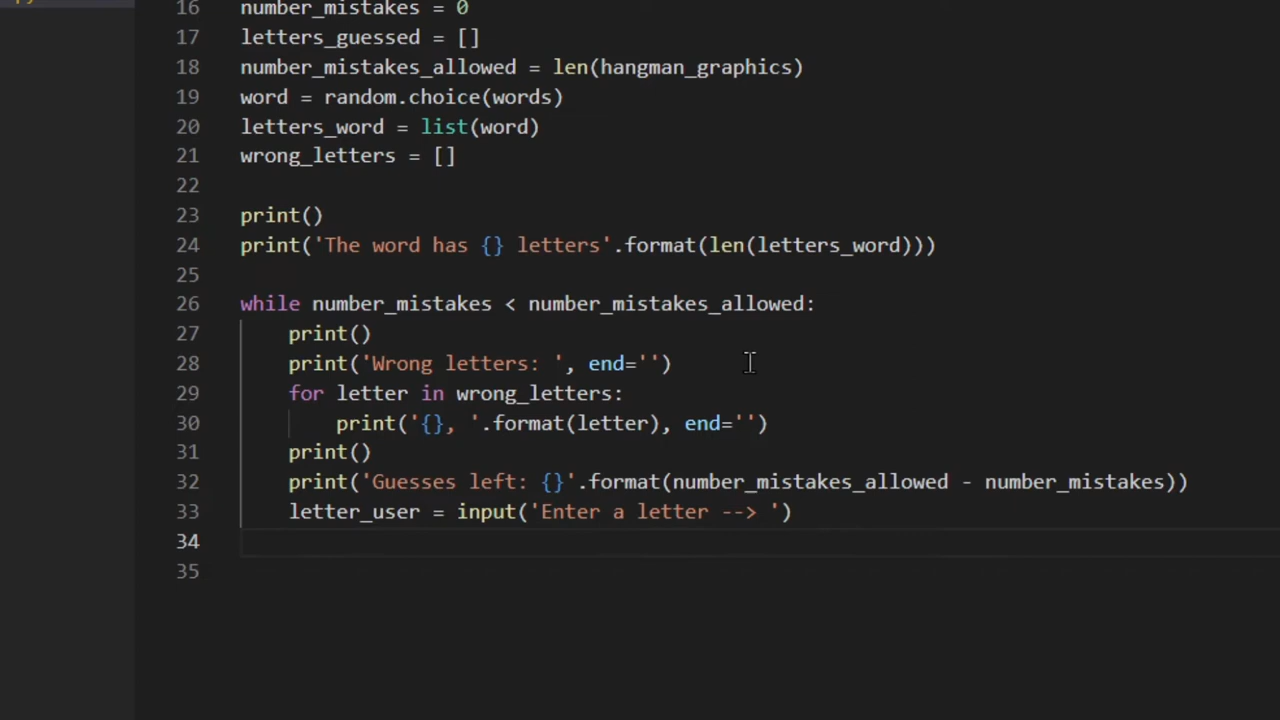 16 number_mistakes = 0
17 letters_guessed = []
18 number_mistakes_allowed = len(hangman_graphics)
19 word = random.choice(words)
20 letters_word = list(word)
21 wrong_letters = []
22
23 print()
24 print('The word has {} letters'.format(len(letters_word)))
25
26 while number_mistakes < number_mistakes_allowed:
27     print()
28     print('Wrong letters: ', end='')
29     for letter in wrong_letters:
30         print('{}, '.format(letter), end='')
31     print()
32     print('Guesses left: {}'.format(number_mistakes_allowed - number_mistakes))
33     letter_user = input('Enter a letter --> ')
34
35